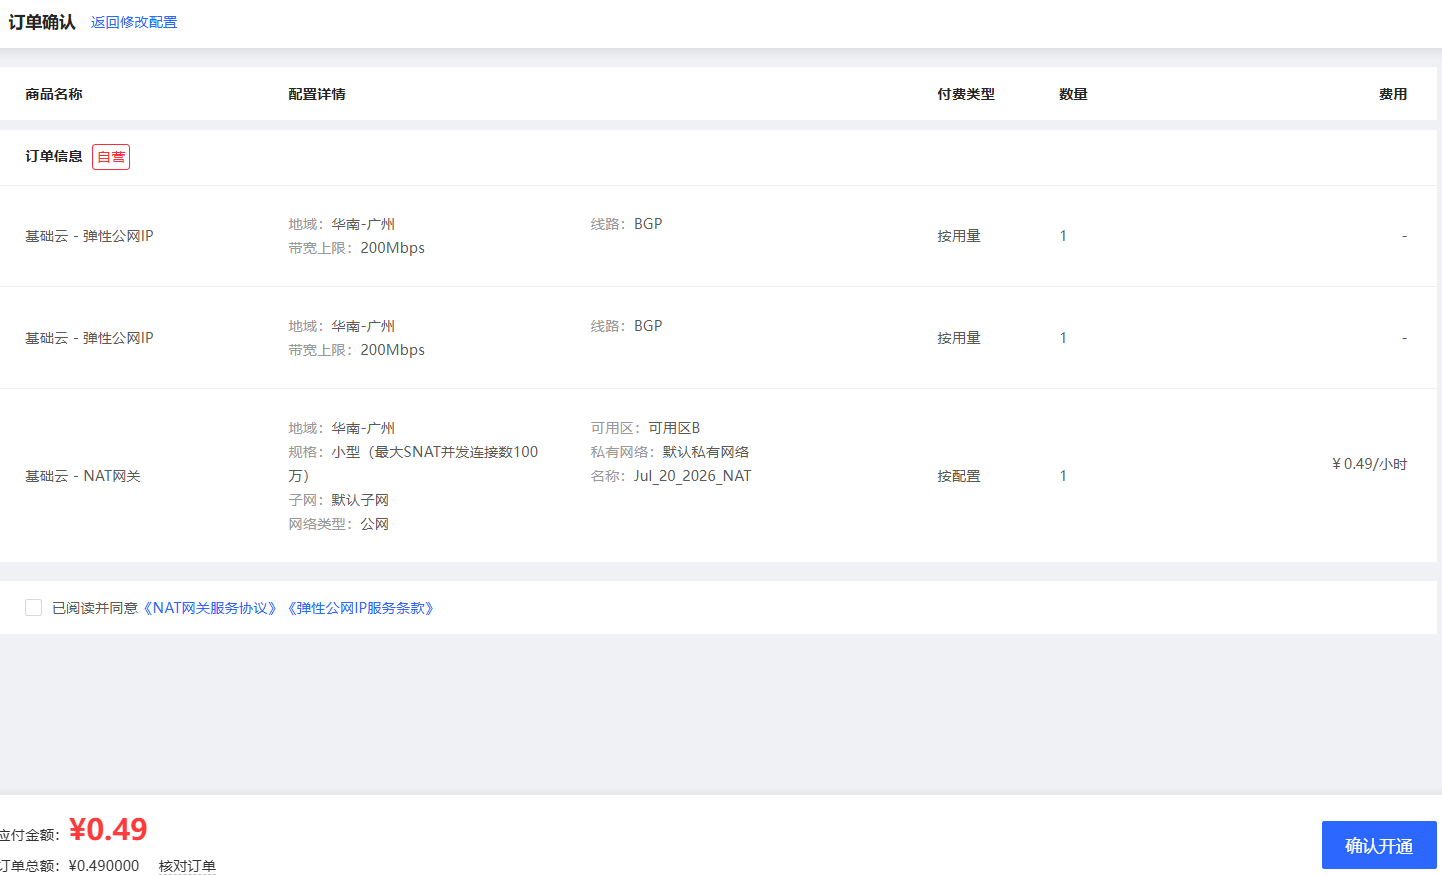 订单确认 返回修改配置
商品名称 配置详情 付费类型 数量 费用
订单信息 自营
基础云 - 弹性公网IP 地域：华南-广州 线路：BGP 按用量 1 -
带宽上限：200Mbps
基础云 - 弹性公网IP 地域：华南-广州 线路：BGP 按用量 1 -
带宽上限：200Mbps
基础云 - NAT网关 地域：华南-广州 可用区：可用区B 按配置 1 ¥ 0.49/小时
规格：小型（最大SNAT并发连接数100 私有网络：默认私有网络
万） 名称：Jul_20_2026_NAT
子网：默认子网
网络类型：公网
已阅读并同意《NAT网关服务协议》《弹性公网IP服务条款》
应付金额：¥0.49
订单总额：¥0.490000 核对订单
确认开通